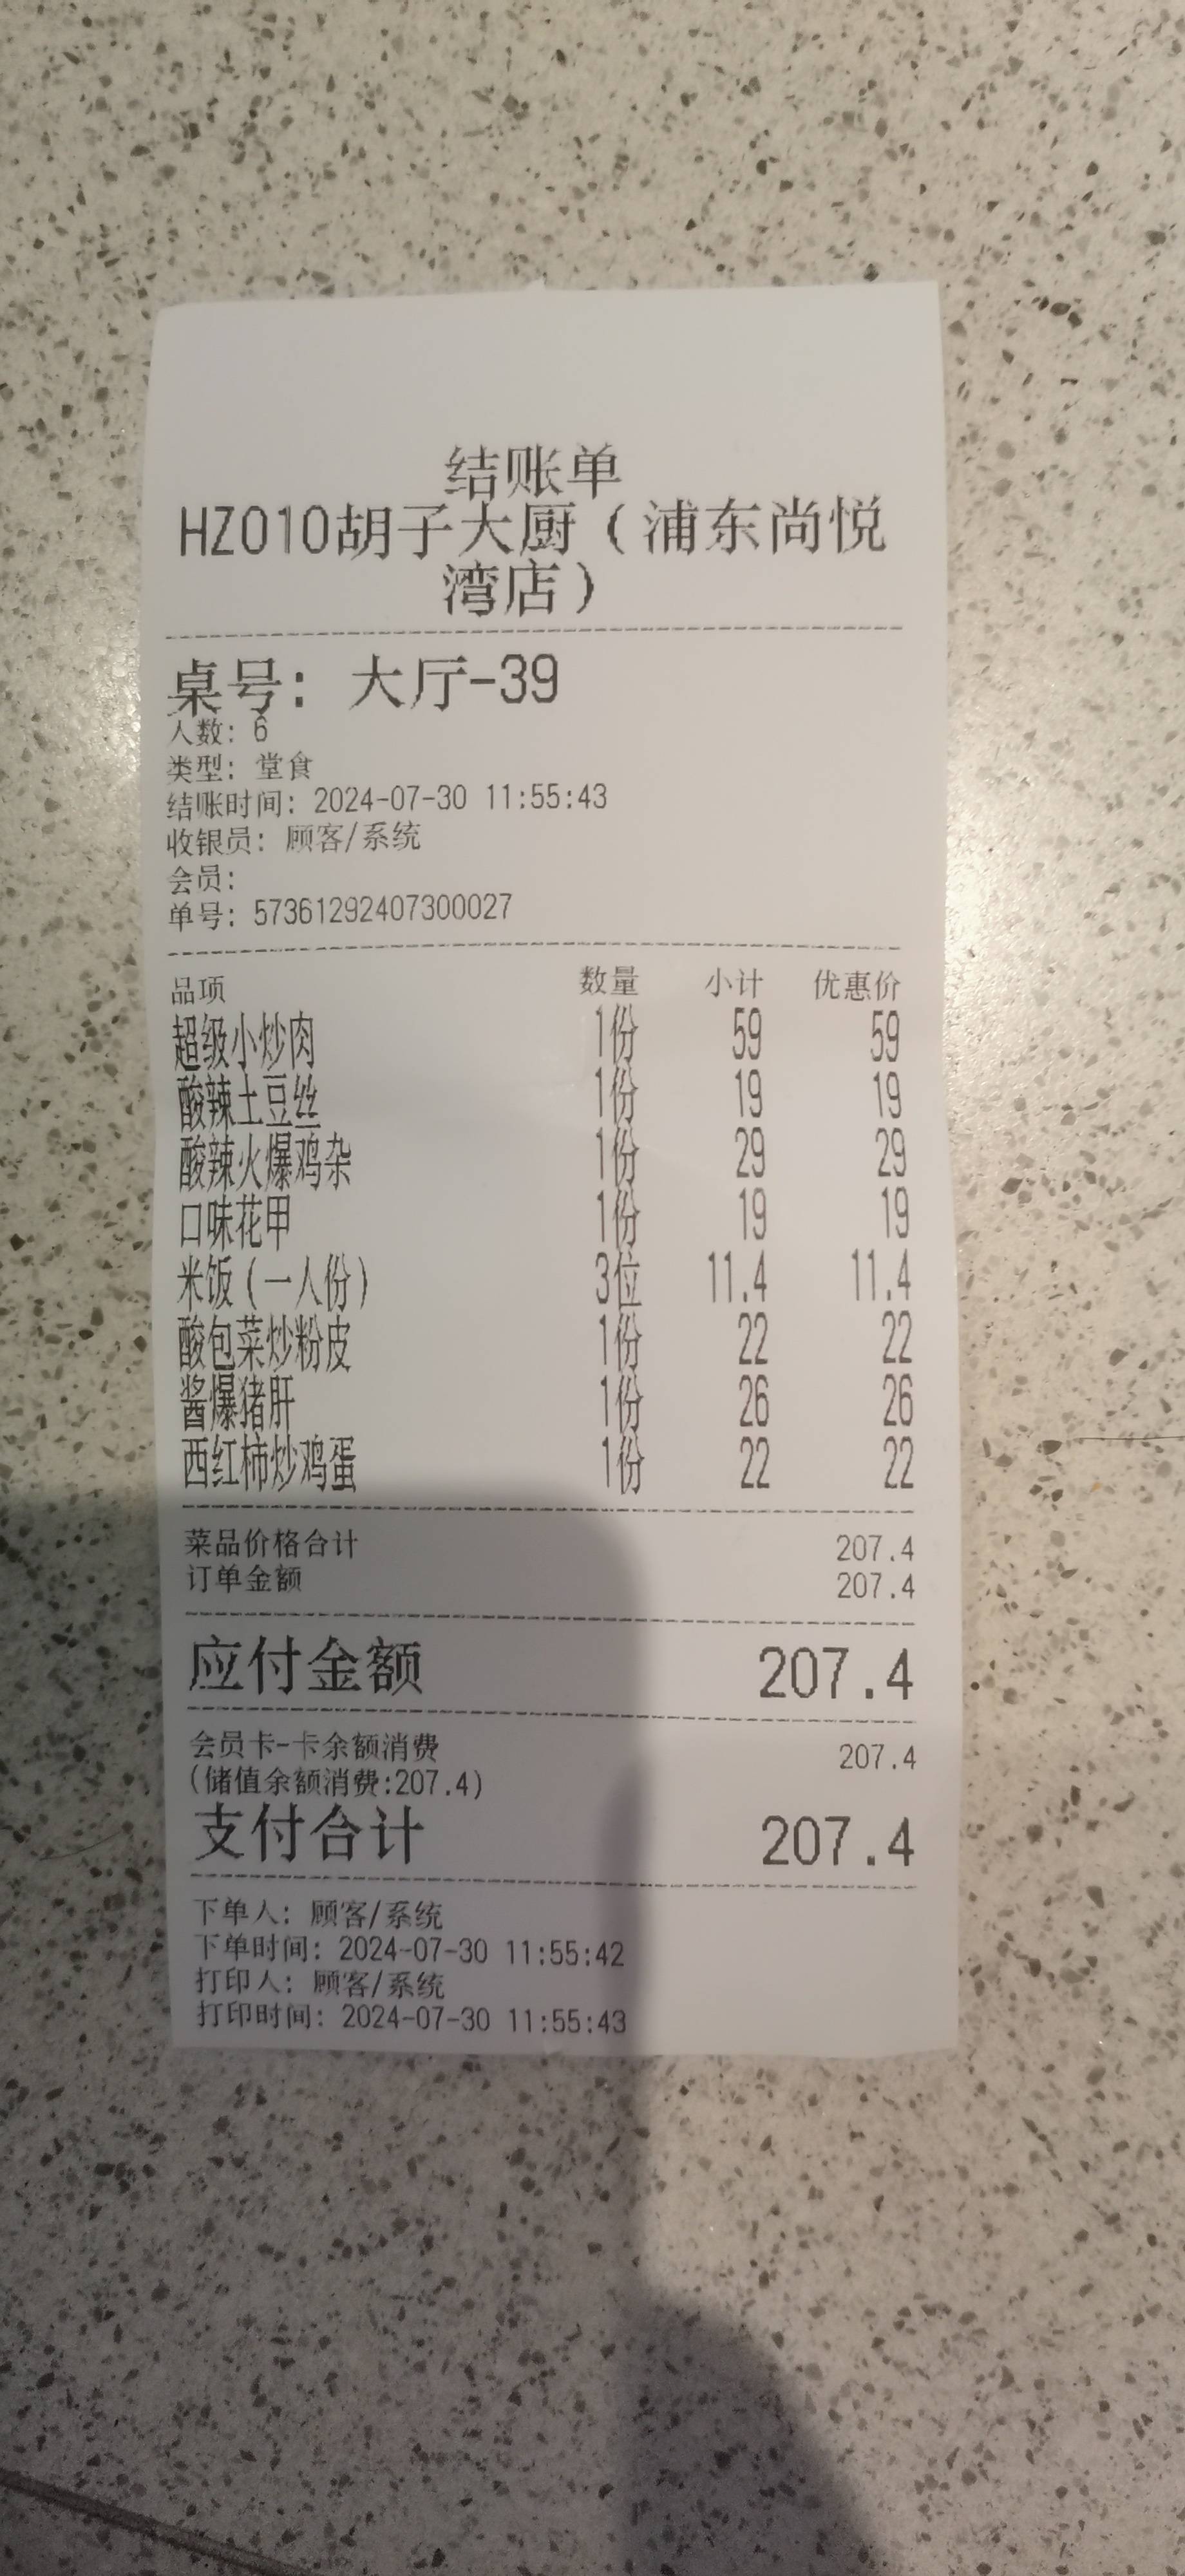 结账单
HZ010胡子大厨（浦东尚悦
湾店）
桌号: 大厅-39
人数: 6
类型: 堂食
结账时间: 2024-07-30 11:55:43
收银员: 顾客/系统
会员:
单号: 57361292407300027
品项 数量 小计 优惠价
超级小炒肉 1份 59 59
酸辣土豆丝 1份 19 19
酸辣火爆鸡杂 1份 29 29
口味花甲 1份 19 19
米饭(一人份) 3位 11.4 11.4
酸包菜炒粉皮 1份 22 22
酱爆猪肝 1份 26 26
西红柿炒鸡蛋 1份 22 22
菜品价格合计 207.4
订单金额 207.4
应付金额 207.4
会员卡-卡余额消费 207.4
(储值余额消费:207.4)
支付合计 207.4
下单人: 顾客/系统
下单时间: 2024-07-30 11:55:42
打印人: 顾客/系统
打印时间: 2024-07-30 11:55:43